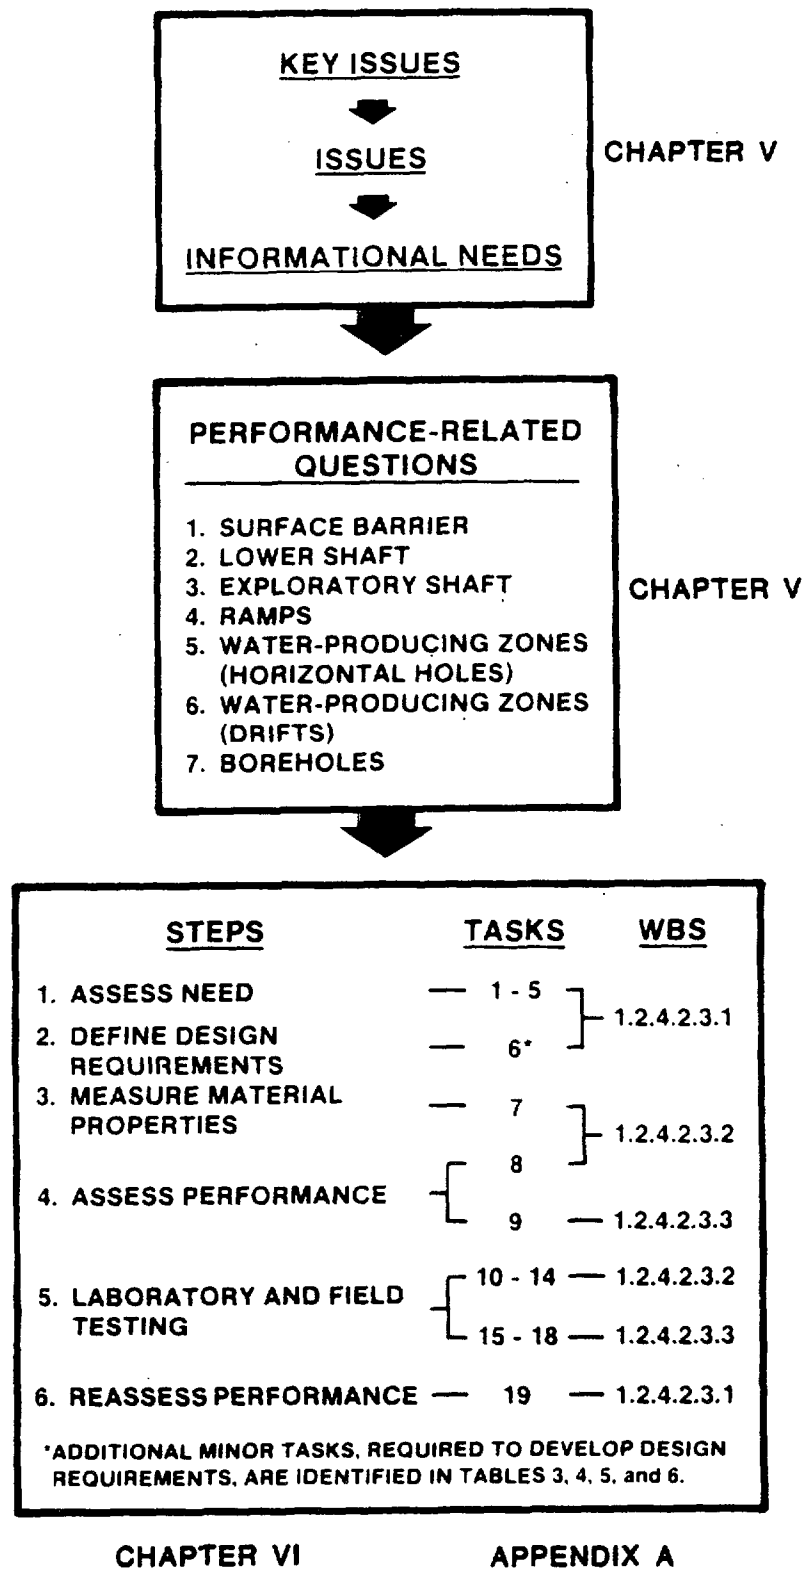 KEY ISSUES
ISSUES
CHAPTER V
INFORMATIONAL NEEDS
PERFORMANCE-RELATED
QUESTIONS
1. SURFACE BARRIER
2. LOWER SHAFT
3. EXPLORATORY SHAFT
CHAPTER V
4. RAMPS
5. WATER-PRODUCING ZONES
(HORIZONTAL HOLES)
6. WATER-PRODUCING ZONES
(DRIFTS)
7. BOREHOLES
STEPS TASKS WBS
1. ASSESS NEED — 1 - 5
1.2.4.2.3.1
2. DEFINE DESIGN
REQUIREMENTS — 6*
3. MEASURE MATERIAL
PROPERTIES — 7
1.2.4.2.3.2
8
4. ASSESS PERFORMANCE
9 — 1.2.4.2.3.3
10 - 14 — 1.2.4.2.3.2
5. LABORATORY AND FIELD
TESTING
15 - 18 — 1.2.4.2.3.3
6. REASSESS PERFORMANCE — 19 — 1.2.4.2.3.1
*ADDITIONAL MINOR TASKS, REQUIRED TO DEVELOP DESIGN
REQUIREMENTS, ARE IDENTIFIED IN TABLES 3, 4, 5, and 6.
CHAPTER VI APPENDIX A